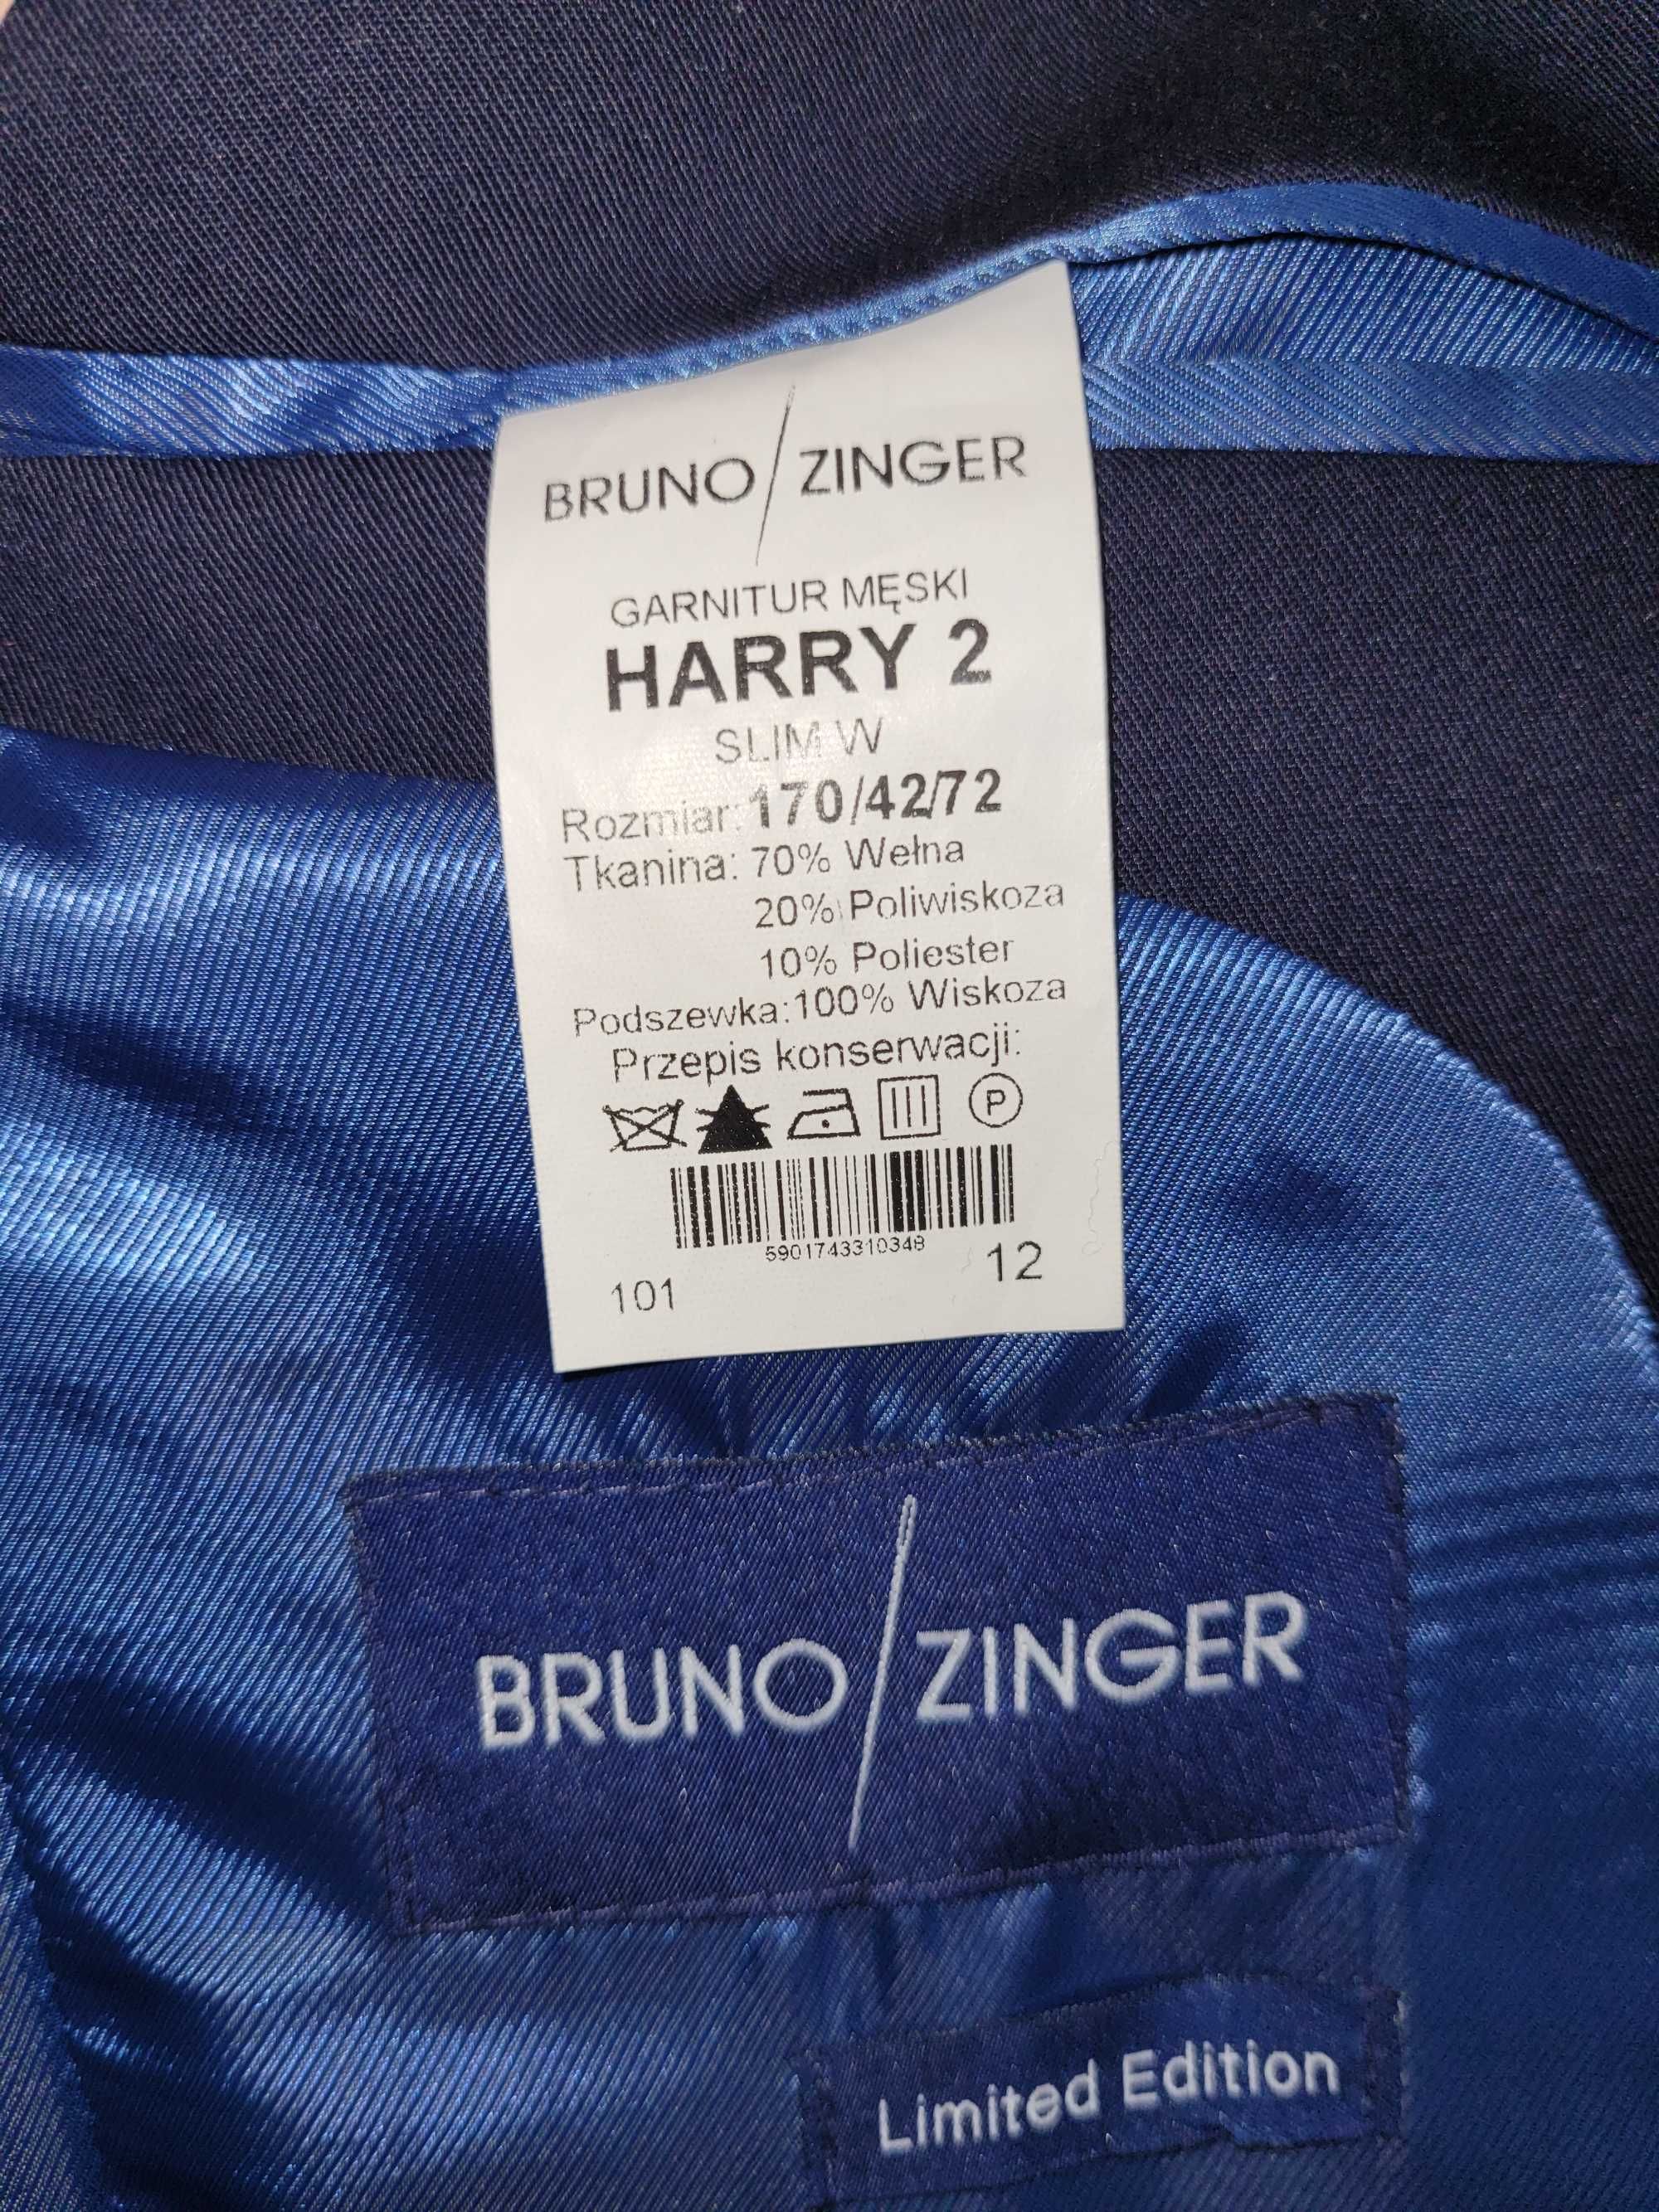 BRUNO/ZINGER
GARNITUR MĘSKI
HARRY 2
SLIM W
Rozmiar:170/42/72
Tkanina: 70% Wełna
20% Poliwiskoza
10% Poliester
Podszewka:100% Wiskoza
Przepis konserwacji:
P
5901743310348
101 12
BRUNO/ZINGER
Limited Edition